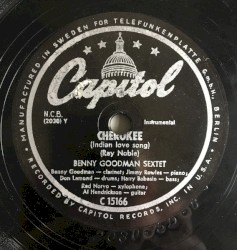 MANUFACTURED IN SWEDEN FOR TELEFUNKENPLATTE G.m.b.H., BERLIN
Capitol
N.C.B.
(2030) Y
Instrumental
CHEROKEE
(Indian love song)
(Ray Noble)
BENNY GOODMAN SEXTET
Benny Goodman – clarinet; Jimmy Rowles – piano;
Don Lamond – drums; Harry Babasin – bass;
Red Norvo – xylophone;
Al Hendrickson – guitar
C 15166
RECORDED BY CAPITOL RECORDS, INC. IN U.S.A.